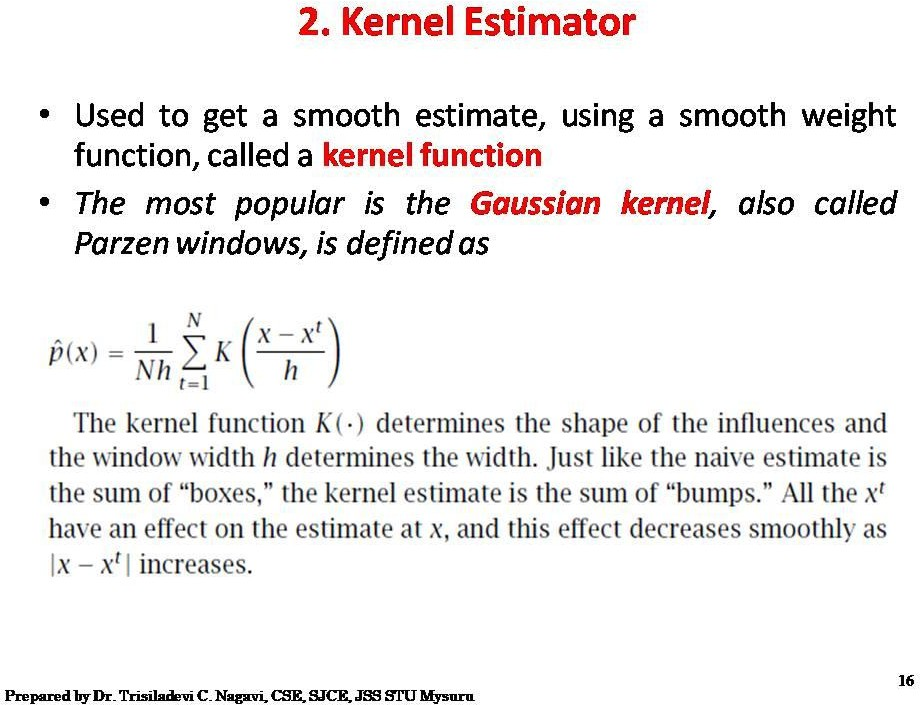 2. Kernel Estimator
• Used to get a smooth estimate, using a smooth weight
function, called a kernel function
• The most popular is the Gaussian kernel, also called
Parzen windows, is defined as
p̂(x) = \frac{1}{Nh} \sum_{t=1}^{N} K\left(\frac{x - x^t}{h}\right)
The kernel function K(·) determines the shape of the influences and
the window width h determines the width. Just like the naive estimate is
the sum of “boxes,” the kernel estimate is the sum of “bumps.” All the xᵗ
have an effect on the estimate at x, and this effect decreases smoothly as
|x − xᵗ| increases.
16
Prepared by Dr. Trisiladevi C. Nagavi, CSE, SJCE, JSS STU Mysuru